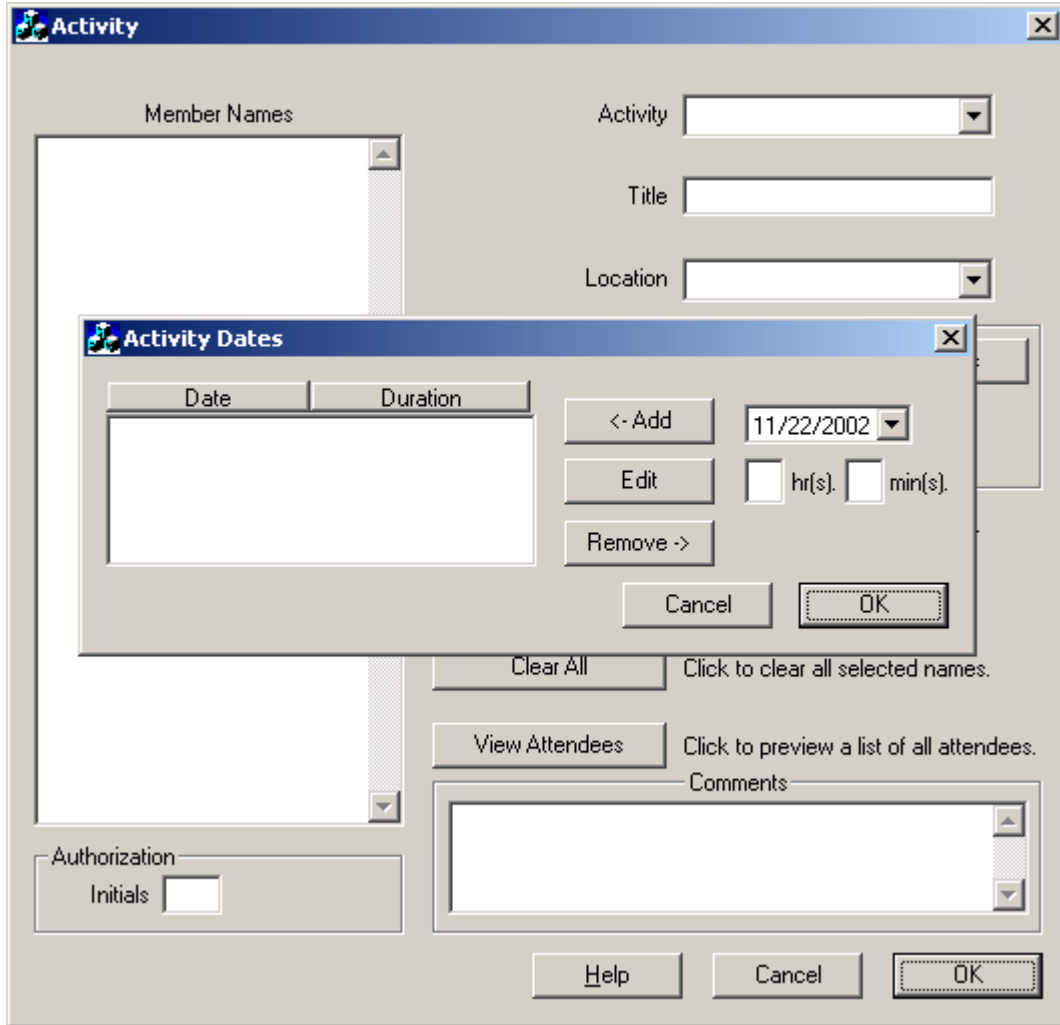 Activity
Member Names
Activity
Title
Location
Activity Dates
Date Duration
<- Add 11/22/2002
Edit hr(s). min(s).
Remove ->
Cancel OK
Clear All Click to clear all selected names.
View Attendees Click to preview a list of all attendees.
Comments
Authorization
Initials
Help Cancel OK